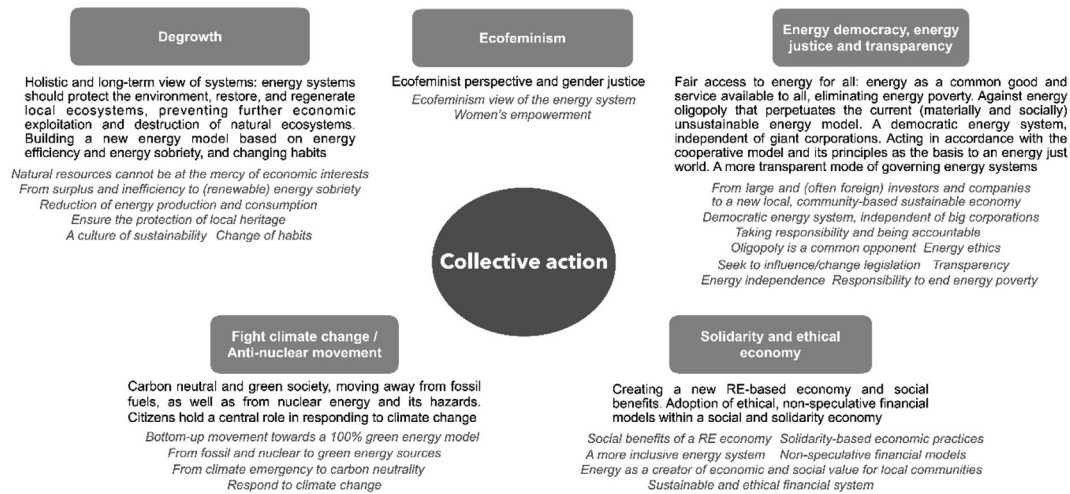 Degrowth
Holistic and long-term view of systems: energy systems
should protect the environment, restore, and regenerate
local ecosystems, preventing further economic
exploitation and destruction of natural ecosystems.
Building a new energy model based on energy
efficiency and energy sobriety, and changing habits
Natural resources cannot be at the mercy of economic interests
From surplus and inefficiency to (renewable) energy sobriety
Reduction of energy production and consumption
Ensure the protection of local heritage
A culture of sustainability Change of habits
Ecofeminism
Ecofeminist perspective and gender justice
Ecofeminism view of the energy system
Women's empowerment
Energy democracy, energy
justice and transparency
Fair access to energy for all: energy as a common good and
service available to all, eliminating energy poverty. Against energy
oligopoly that perpetuates the current (materially and socially)
unsustainable energy model. A democratic energy system,
independent of giant corporations. Acting in accordance with the
cooperative model and its principles as the basis to an energy just
world. A more transparent mode of governing energy systems
From large and (often foreign) investors and companies
to a new local, community-based sustainable economy
Democratic energy system, independent of big corporations
Taking responsibility and being accountable
Oligopoly is a common opponent Energy ethics
Seek to influence/change legislation Transparency
Energy independence Responsibility to end energy poverty
Collective action
Fight climate change /
Anti-nuclear movement
Carbon neutral and green society, moving away from fossil
fuels, as well as from nuclear energy and its hazards.
Citizens hold a central role in responding to climate change
Bottom-up movement towards a 100% green energy model
From fossil and nuclear to green energy sources
From climate emergency to carbon neutrality
Respond to climate change
Solidarity and ethical
economy
Creating a new RE-based economy and social
benefits. Adoption of ethical, non-speculative financial
models within a social and solidarity economy
Social benefits of a RE economy Solidarity-based economic practices
A more inclusive energy system Non-speculative financial models
Energy as a creator of economic and social value for local communities
Sustainable and ethical financial system